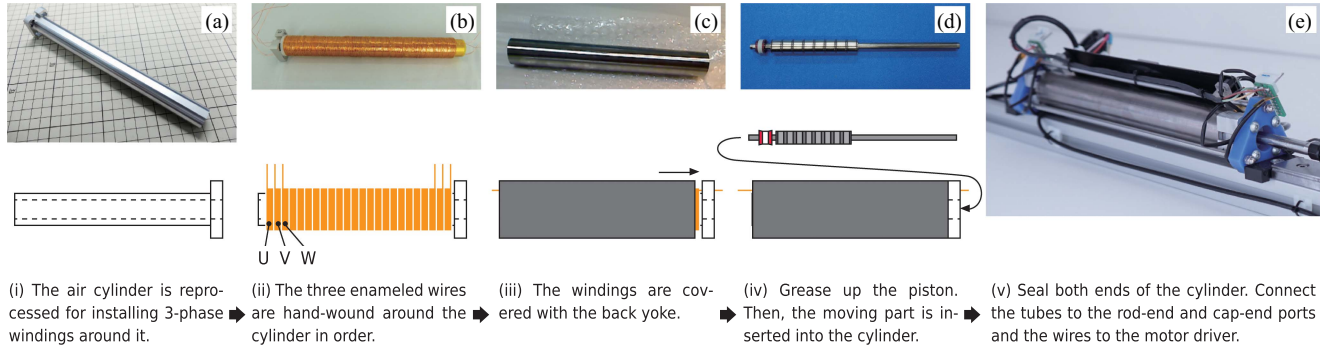 (a)
(b)
(c)
(d)
(e)
U V W
(i) The air cylinder is repro-
cessed for installing 3-phase
windings around it.
(ii) The three enameled wires
are hand-wound around the
cylinder in order.
(iii) The windings are cov-
ered with the back yoke.
(iv) Grease up the piston.
Then, the moving part is in-
serted into the cylinder.
(v) Seal both ends of the cylinder. Connect
the tubes to the rod-end and cap-end ports
and the wires to the motor driver.